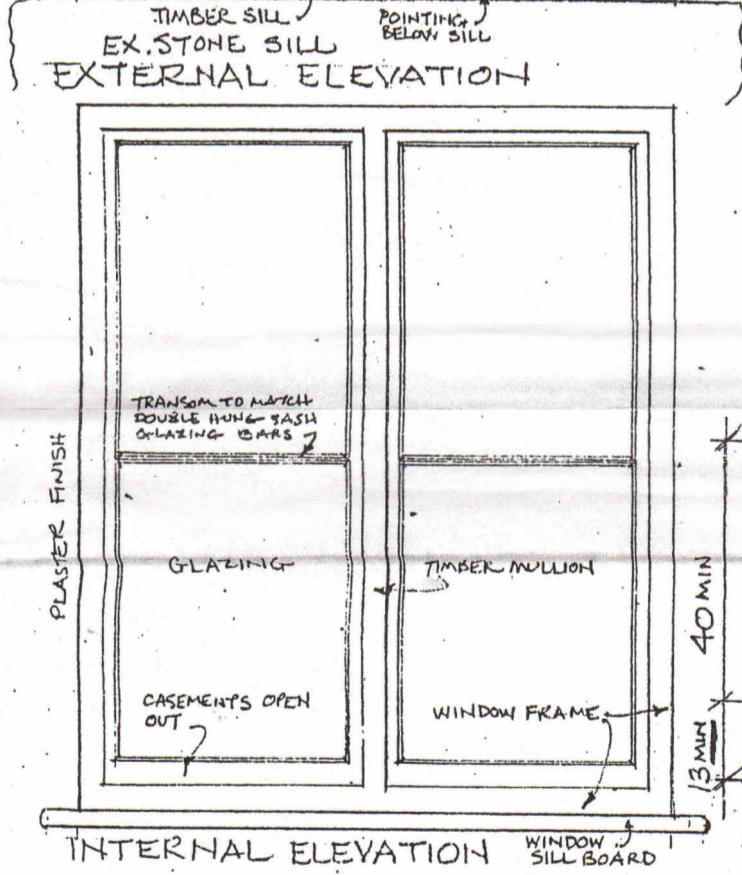 TIMBER SILL
POINTING
BELOW SILL
EX. STONE SILL
EXTERNAL ELEVATION
TRANSOM TO MATCH
DOUBLE HUNG SASH
GLAZING BARS
PLASTER FINISH
GLAZING
TIMBER MULLION
40 MIN
CASEMENTS OPEN
OUT
WINDOW FRAME
13 MIN
INTERNAL ELEVATION
WINDOW
SILL BOARD